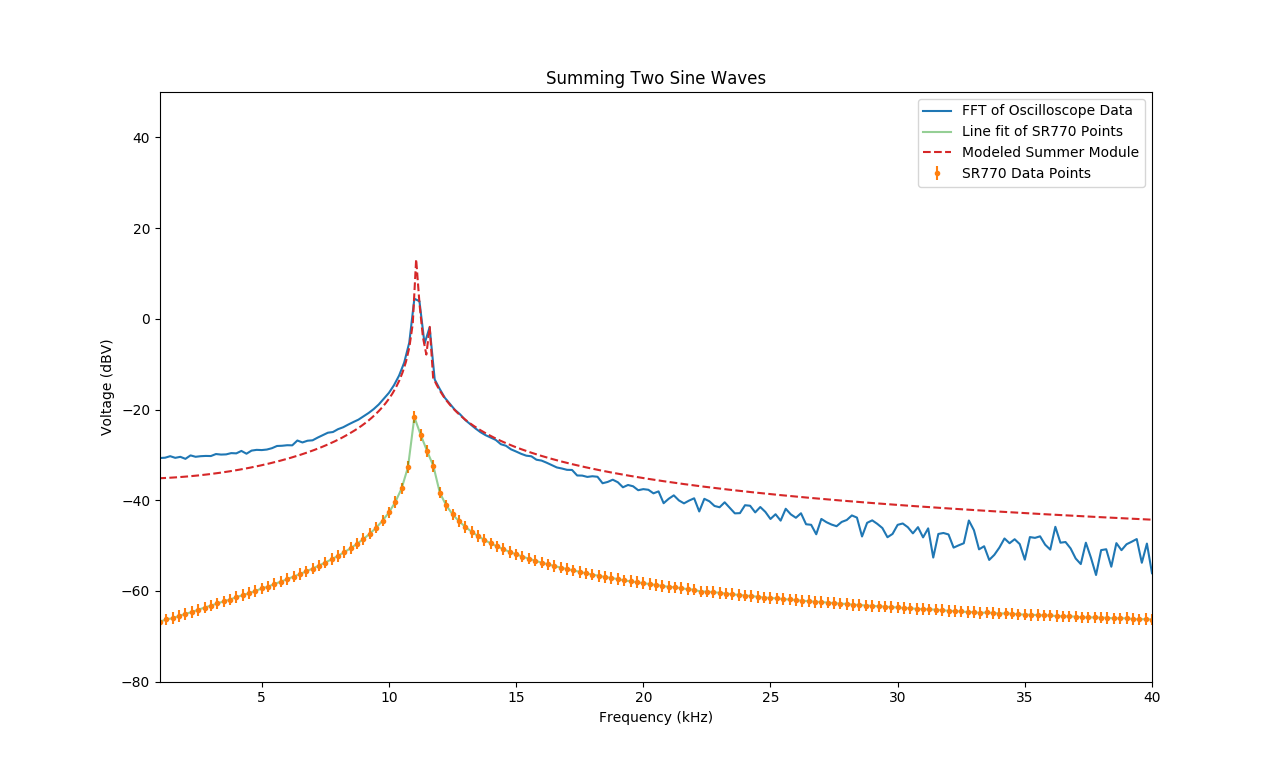 Summing Two Sine Waves
FFT of Oscilloscope Data
Line fit of SR770 Points
Modeled Summer Module
SR770 Data Points
Voltage (dBV)
40
20
0
−20
−40
−60
−80
5
10
15
20
25
30
35
40
Frequency (kHz)